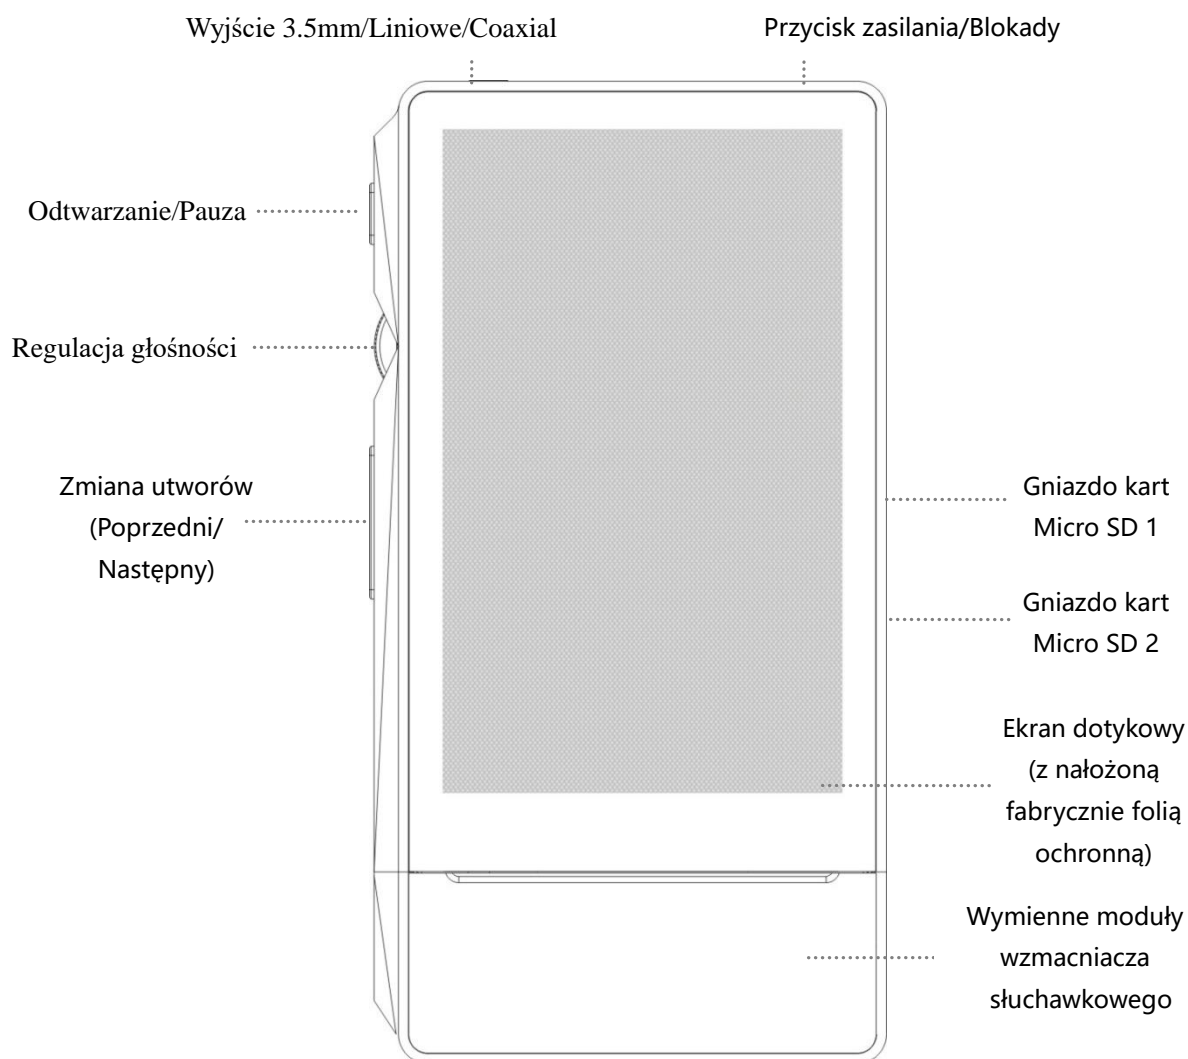 Wyjście 3.5mm/Liniowe/Coaxial
Przycisk zasilania/Blokady
Odtwarzanie/Pauza
Regulacja głośności
Zmiana utworów
(Poprzedni/
Następny)
Gniazdo kart
Micro SD 1
Gniazdo kart
Micro SD 2
Ekran dotykowy
(z nałożoną
fabrycznie folią
ochronną)
Wymienne moduły
wzmacniacza
słuchawkowego